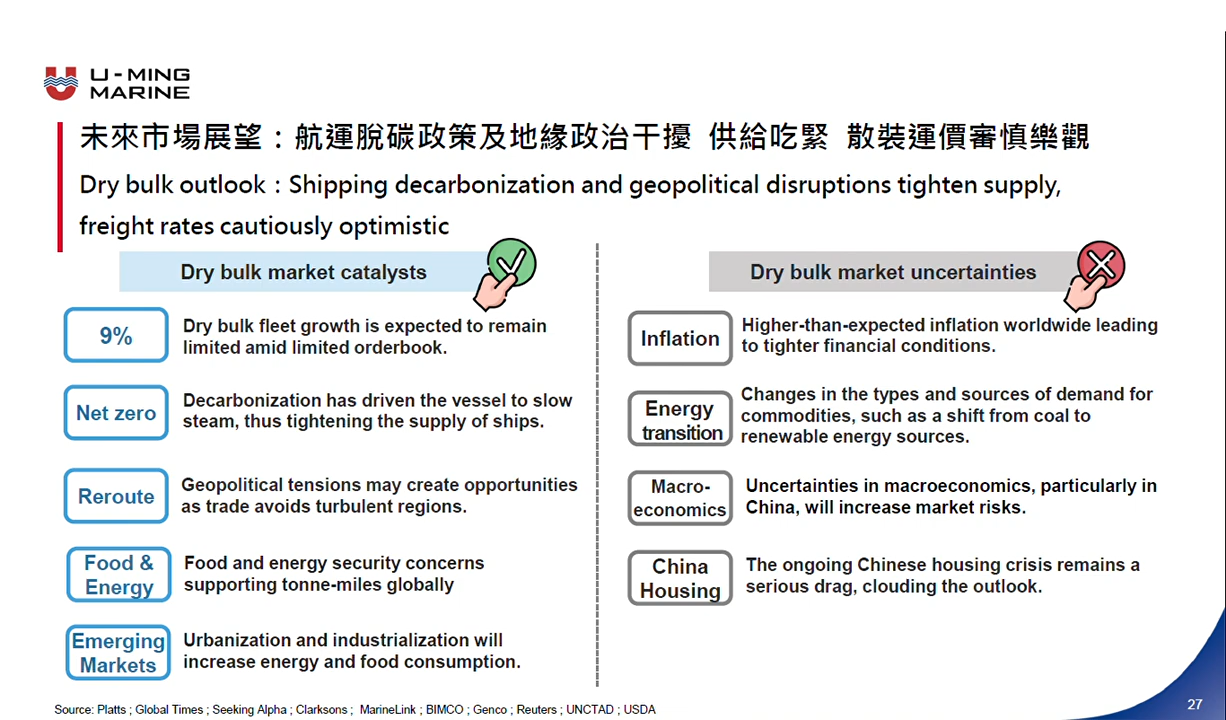 U-MING
MARINE
未來市場展望：航運脫碳政策及地緣政治干擾 供給吃緊 散裝運價審慎樂觀
Dry bulk outlook：Shipping decarbonization and geopolitical disruptions tighten supply,
freight rates cautiously optimistic
Dry bulk market catalysts
9%
Dry bulk fleet growth is expected to remain
limited amid limited orderbook.
Net zero
Decarbonization has driven the vessel to slow
steam, thus tightening the supply of ships.
Reroute
Geopolitical tensions may create opportunities
as trade avoids turbulent regions.
Food &
Energy
Food and energy security concerns
supporting tonne-miles globally
Emerging
Markets
Urbanization and industrialization will
increase energy and food consumption.
Dry bulk market uncertainties
Inflation
Higher-than-expected inflation worldwide leading
to tighter financial conditions.
Energy
transition
Changes in the types and sources of demand for
commodities, such as a shift from coal to
renewable energy sources.
Macro-
economics
Uncertainties in macroeconomics, particularly in
China, will increase market risks.
China
Housing
The ongoing Chinese housing crisis remains a
serious drag, clouding the outlook.
Source: Platts ; Global Times ; Seeking Alpha ; Clarksons ; MarineLink ; BIMCO ; Genco ; Reuters ; UNCTAD ; USDA
27